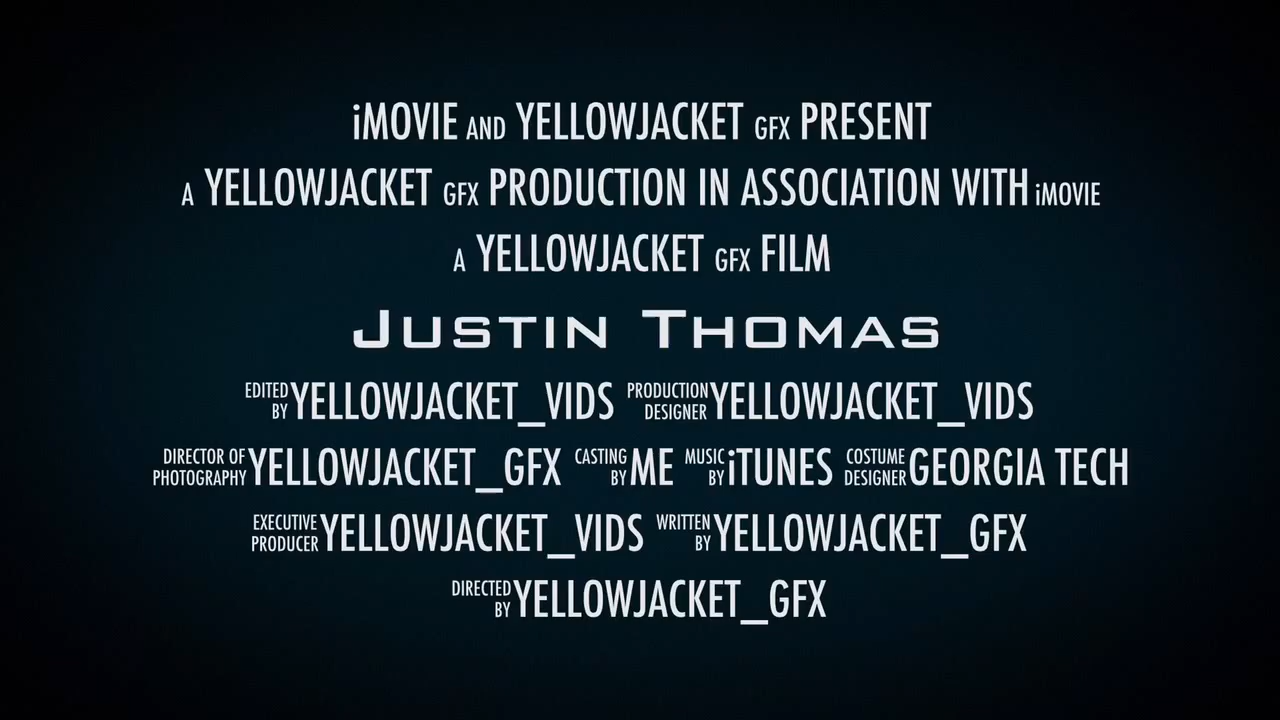 iMOVIE AND YELLOWJACKET GFX PRESENT
A YELLOWJACKET GFX PRODUCTION IN ASSOCIATION WITH iMOVIE
A YELLOWJACKET GFX FILM
JUSTIN THOMAS
EDITED BY YELLOWJACKET_VIDS PRODUCTION DESIGNER YELLOWJACKET_VIDS
DIRECTOR OF PHOTOGRAPHY YELLOWJACKET_GFX CASTING BY ME MUSIC BY iTUNES COSTUME DESIGNER GEORGIA TECH
EXECUTIVE PRODUCER YELLOWJACKET_VIDS WRITTEN BY YELLOWJACKET_GFX
DIRECTED BY YELLOWJACKET_GFX